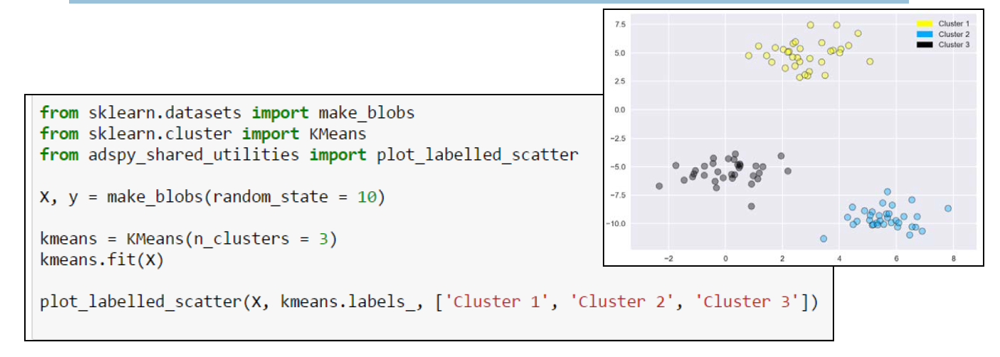 from sklearn.datasets import make_blobs
from sklearn.cluster import KMeans
from adspy_shared_utilities import plot_labelled_scatter
X, y = make_blobs(random_state = 10)
kmeans = KMeans(n_clusters = 3)
kmeans.fit(X)
plot_labelled_scatter(X, kmeans.labels_, ['Cluster 1', 'Cluster 2', 'Cluster 3'])
Cluster 1
Cluster 2
Cluster 3
7.5
5.0
2.5
0.0
−2.5
−5.0
−7.5
−10.0
−2 0 2 4 6 8